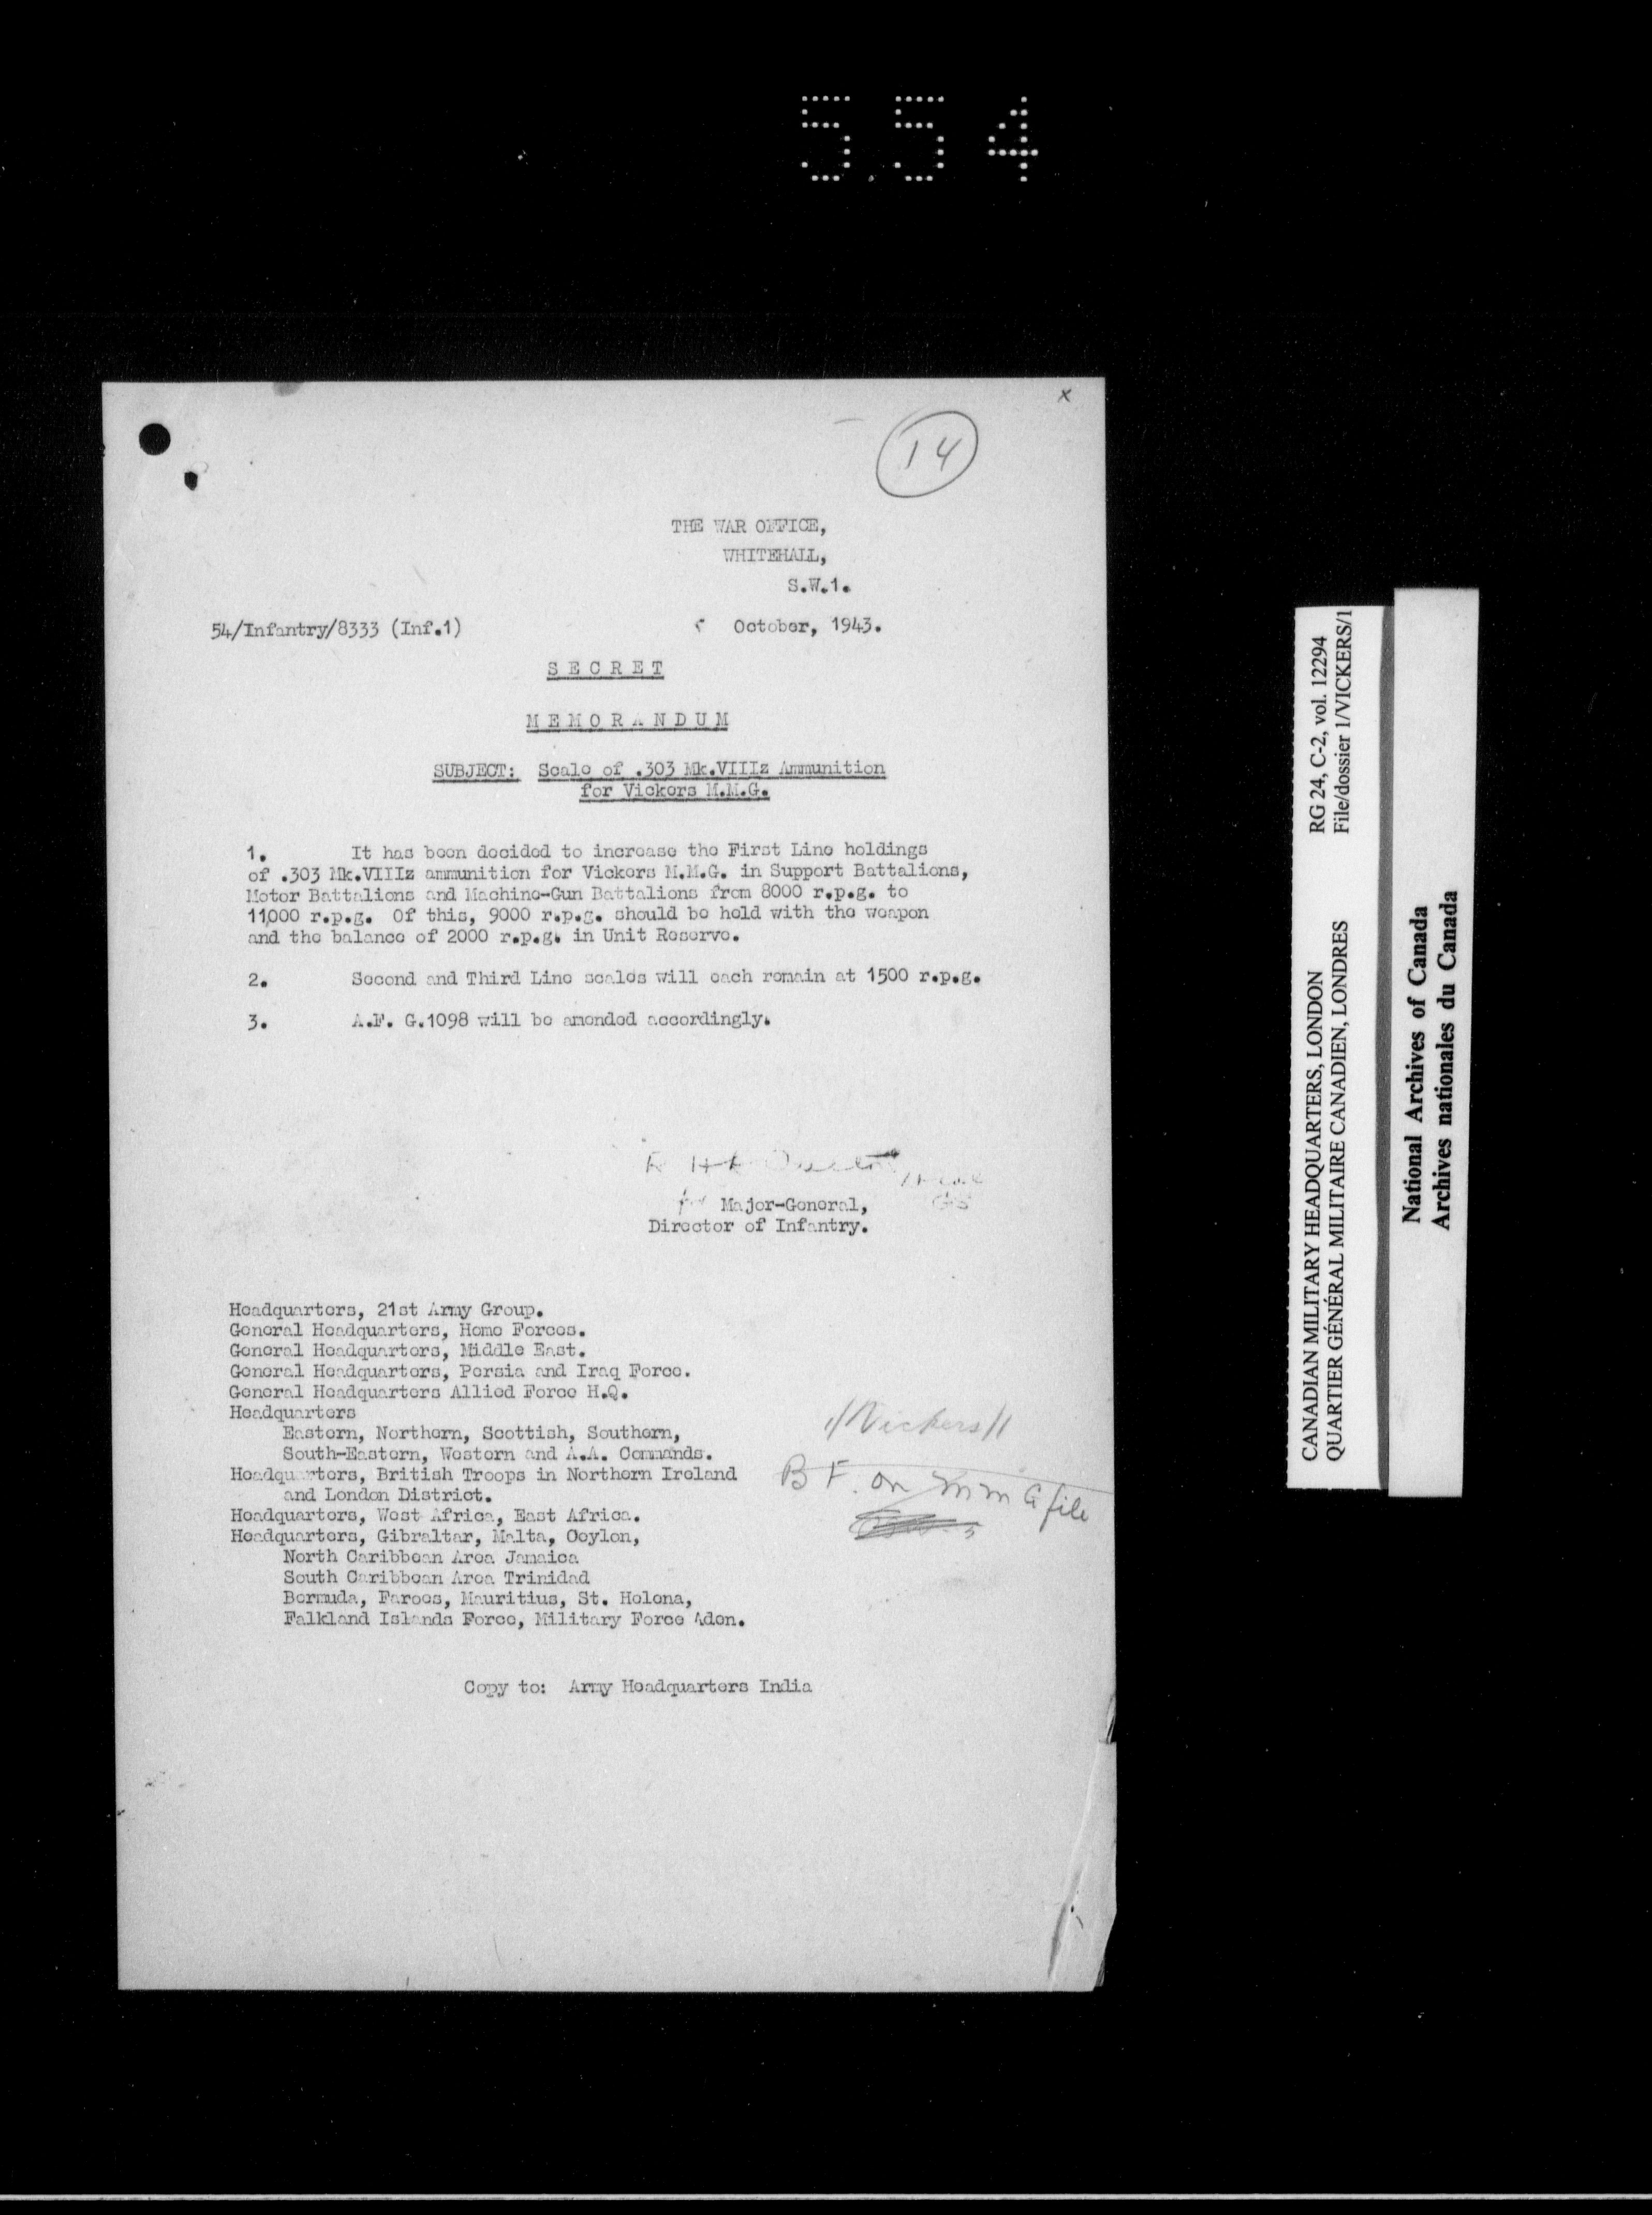 554
x
14
THE WAR OFFICE,
WHITEHALL,
S.W.1.
54/Infantry/8333 (Inf.1)
October, 1943.
SECRET
MEMORANDUM
SUBJECT: Scale of .303 Mk.VIIIz Ammunition
for Vickers M.M.G.
1. It has been decided to increase the First Line holdings
of .303 Mk.VIIIz ammunition for Vickers M.M.G. in Support Battalions,
Motor Battalions and Machine-Gun Battalions from 8000 r.p.g. to
11,000 r.p.g. Of this, 9000 r.p.g. should be held with the weapon
and the balance of 2000 r.p.g. in Unit Reserve.
2. Second and Third Line scales will each remain at 1500 r.p.g.
3. A.F. G.1098 will be amended accordingly.
for Major-General,
GS
Director of Infantry.
Headquarters, 21st Army Group.
General Headquarters, Home Forces.
General Headquarters, Middle East.
General Headquarters, Persia and Iraq Force.
General Headquarters Allied Force H.Q.
Headquarters
Eastern, Northern, Scottish, Southern,
South-Eastern, Western and A.A. Commands.
Headquarters, British Troops in Northern Ireland
and London District.
Headquarters, West Africa, East Africa.
Headquarters, Gibraltar, Malta, Ceylon,
North Caribbean Area Jamaica
South Caribbean Area Trinidad
Bermuda, Faroes, Mauritius, St. Helena,
Falkland Islands Force, Military Force Aden.
1/Vickers/1
B F. on MMG file
Copy to: Army Headquarters India
CANADIAN MILITARY HEADQUARTERS, LONDON
QUARTIER GÉNÉRAL MILITAIRE CANADIEN, LONDRES
RG 24, C-2, vol. 12294
File/dossier 1/VICKERS/1
National Archives of Canada
Archives nationales du Canada